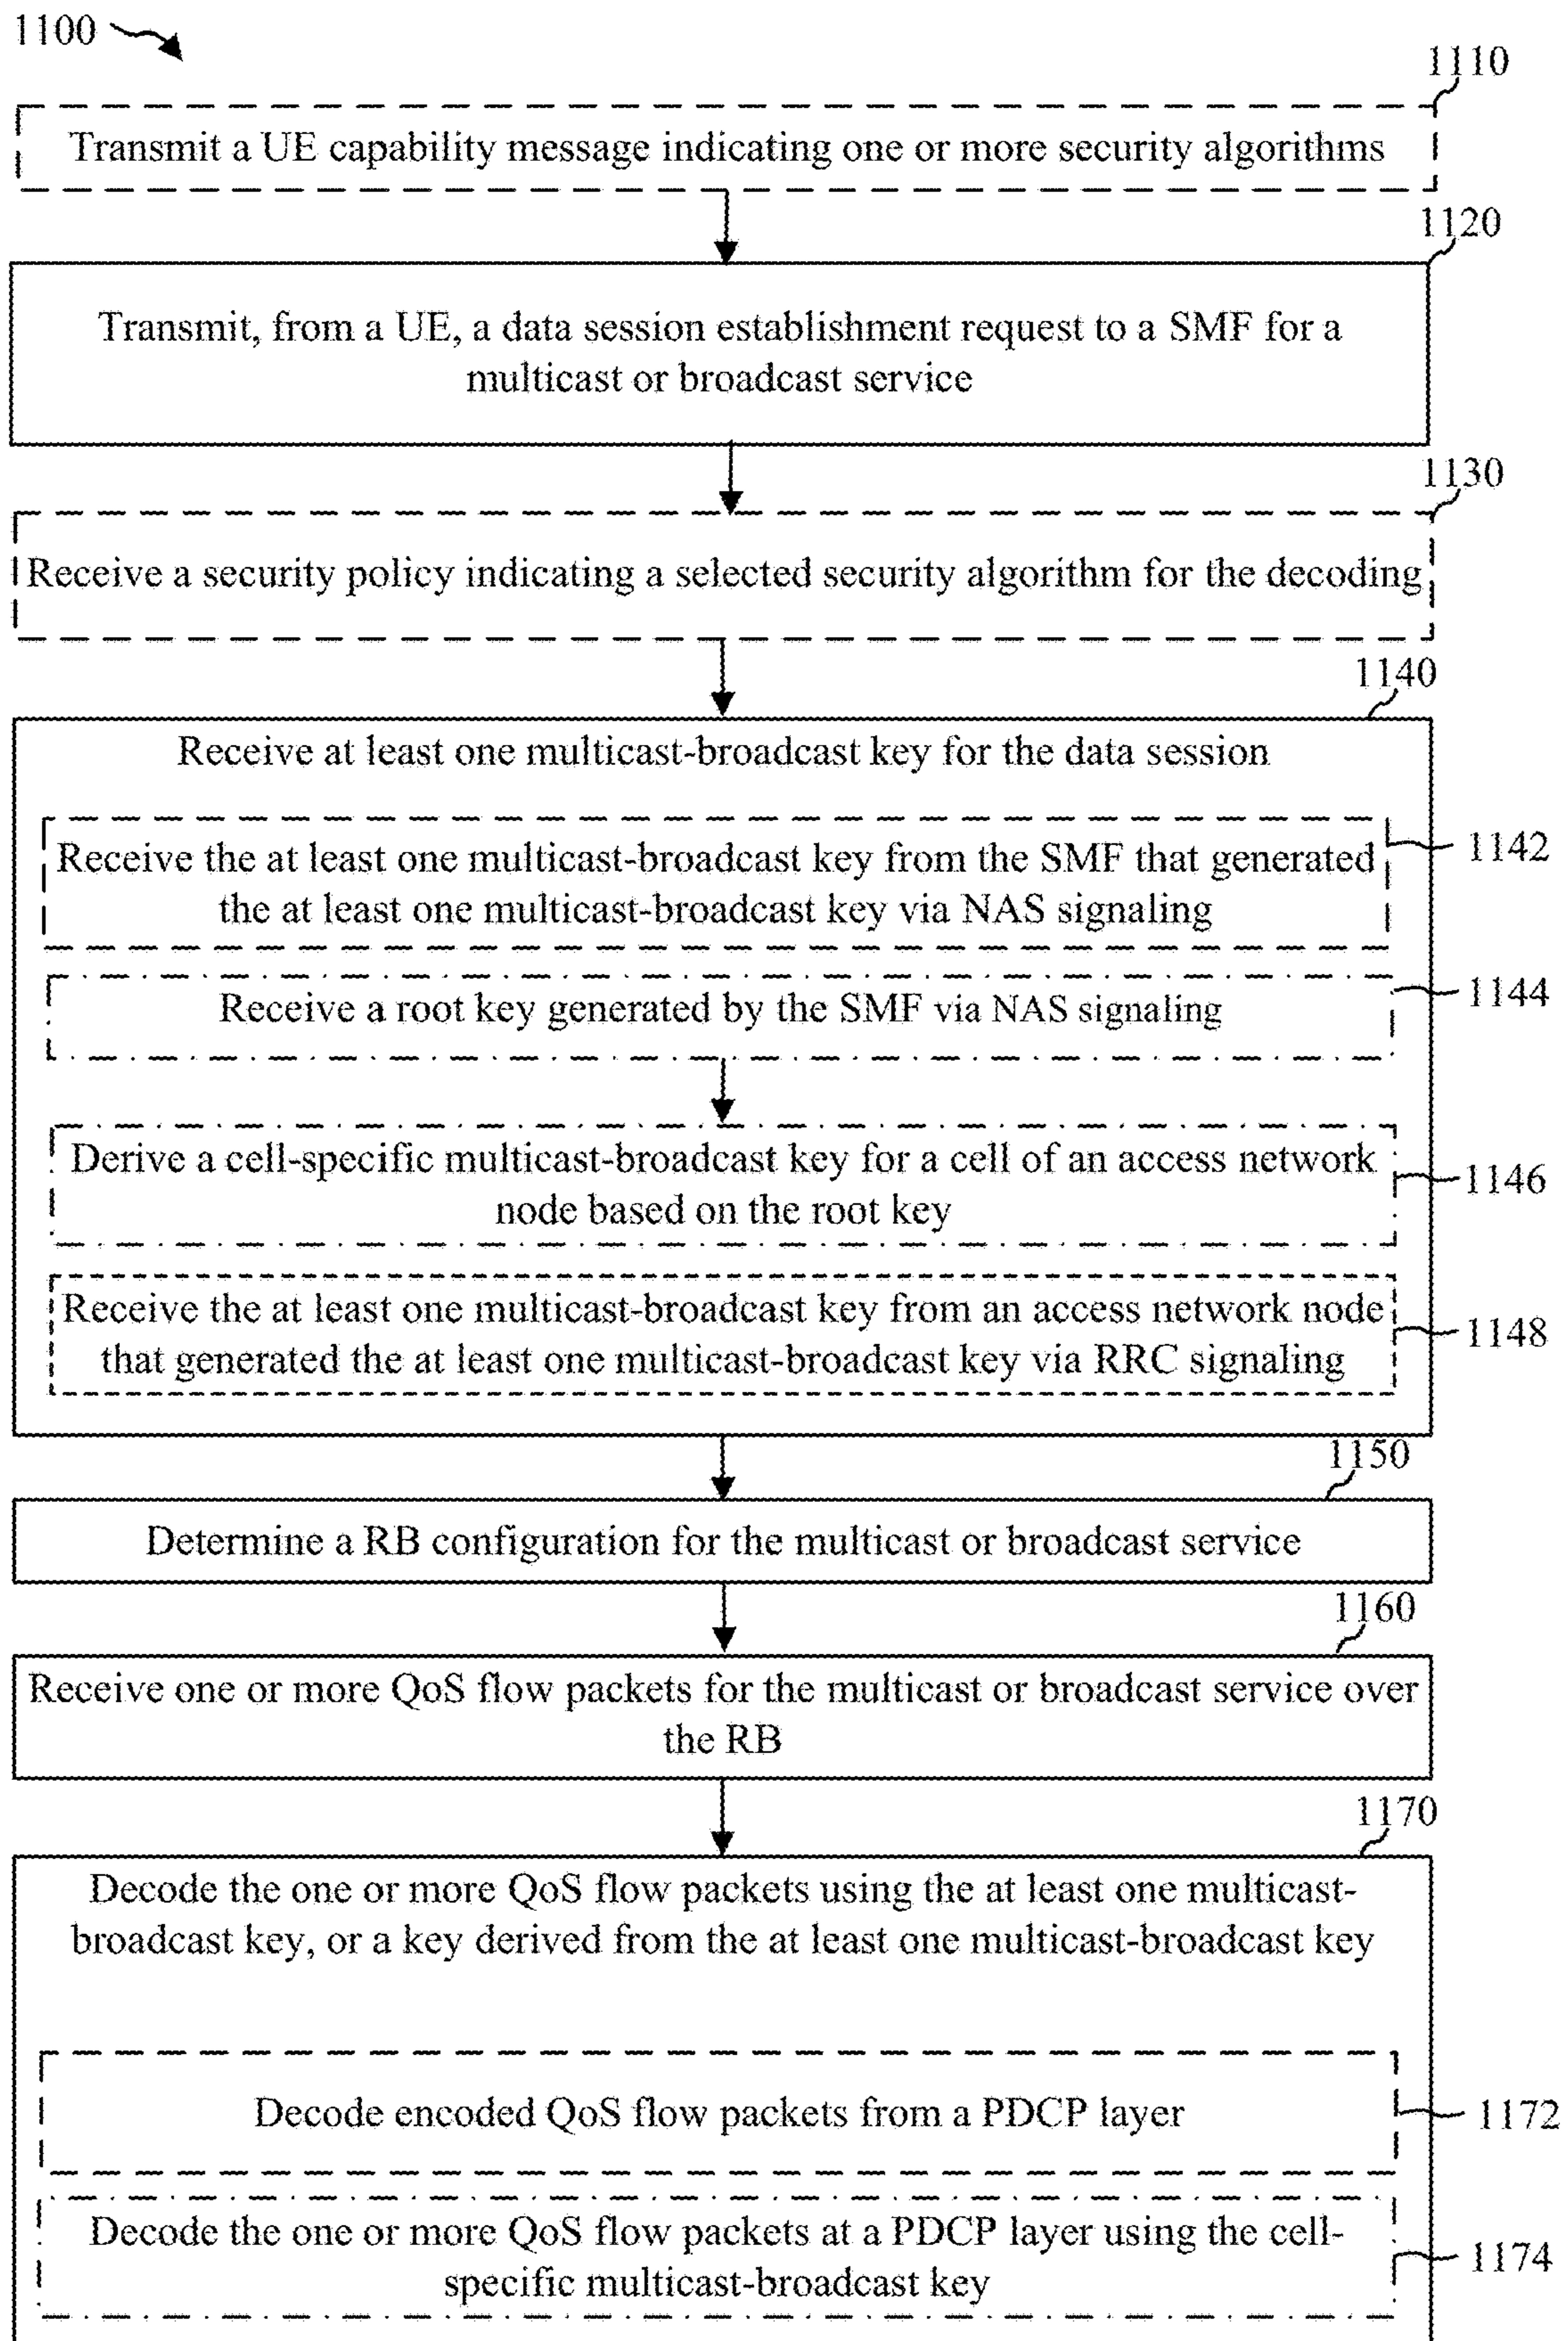 1100
1110
Transmit a UE capability message indicating one or more security algorithms
1120
Transmit, from a UE, a data session establishment request to a SMF for a
multicast or broadcast service
1130
Receive a security policy indicating a selected security algorithm for the decoding
1140
Receive at least one multicast-broadcast key for the data session
Receive the at least one multicast-broadcast key from the SMF that generated
the at least one multicast-broadcast key via NAS signaling
1142
Receive a root key generated by the SMF via NAS signaling
1144
Derive a cell-specific multicast-broadcast key for a cell of an access network
node based on the root key
1146
Receive the at least one multicast-broadcast key from an access network node
that generated the at least one multicast-broadcast key via RRC signaling
1148
1150
Determine a RB configuration for the multicast or broadcast service
1160
Receive one or more QoS flow packets for the multicast or broadcast service over
the RB
1170
Decode the one or more QoS flow packets using the at least one multicast-
broadcast key, or a key derived from the at least one multicast-broadcast key
Decode encoded QoS flow packets from a PDCP layer
1172
Decode the one or more QoS flow packets at a PDCP layer using the cell-
specific multicast-broadcast key
1174